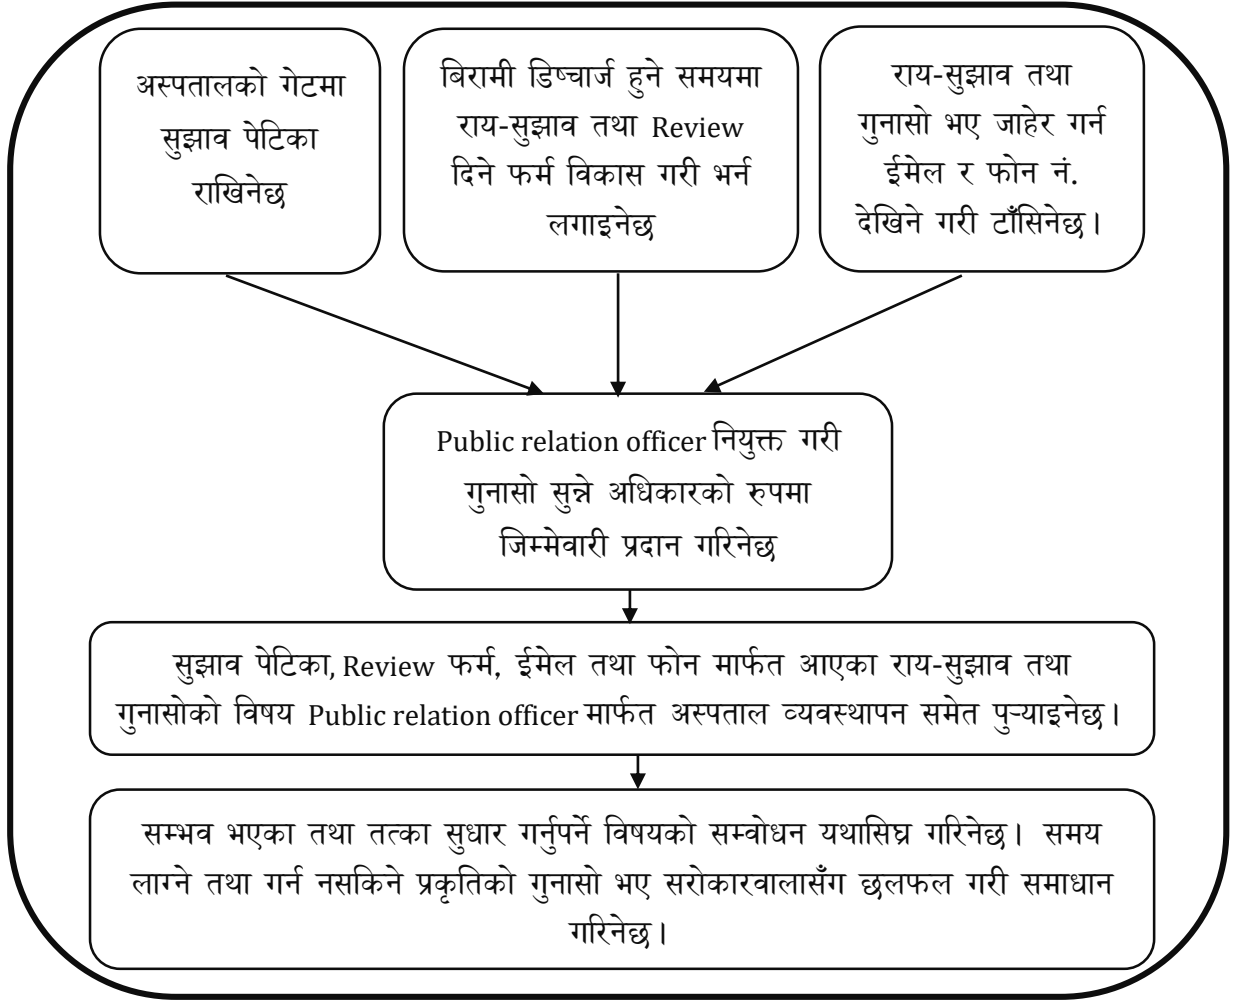 अस्पतालको गेटमा
सुझाव पेटिका
राखिनेछ
बिरामी डिष्चार्ज हुने समयमा
राय-सुझाव तथा Review
दिने फर्म विकास गरी भर्न
लगाइनेछ
राय-सुझाव तथा
गुनासो भए जाहेर गर्न
ईमेल र फोन नं.
देखिने गरी टाँसिनेछ।
Public relation officer नियुक्त गरी
गुनासो सुन्ने अधिकारको रुपमा
जिम्मेवारी प्रदान गरिनेछ
सुझाव पेटिका, Review फर्म, ईमेल तथा फोन मार्फत आएका राय-सुझाव तथा
गुनासोको विषय Public relation officer मार्फत अस्पताल व्यवस्थापन समेत पुऱ्याइनेछ।
सम्भव भएका तथा तत्का सुधार गर्नुपर्ने विषयको सम्वोधन यथासिघ्र गरिनेछ। समय
लाग्ने तथा गर्न नसकिने प्रकृतिको गुनासो भए सरोकारवालासँग छलफल गरी समाधान
गरिनेछ।